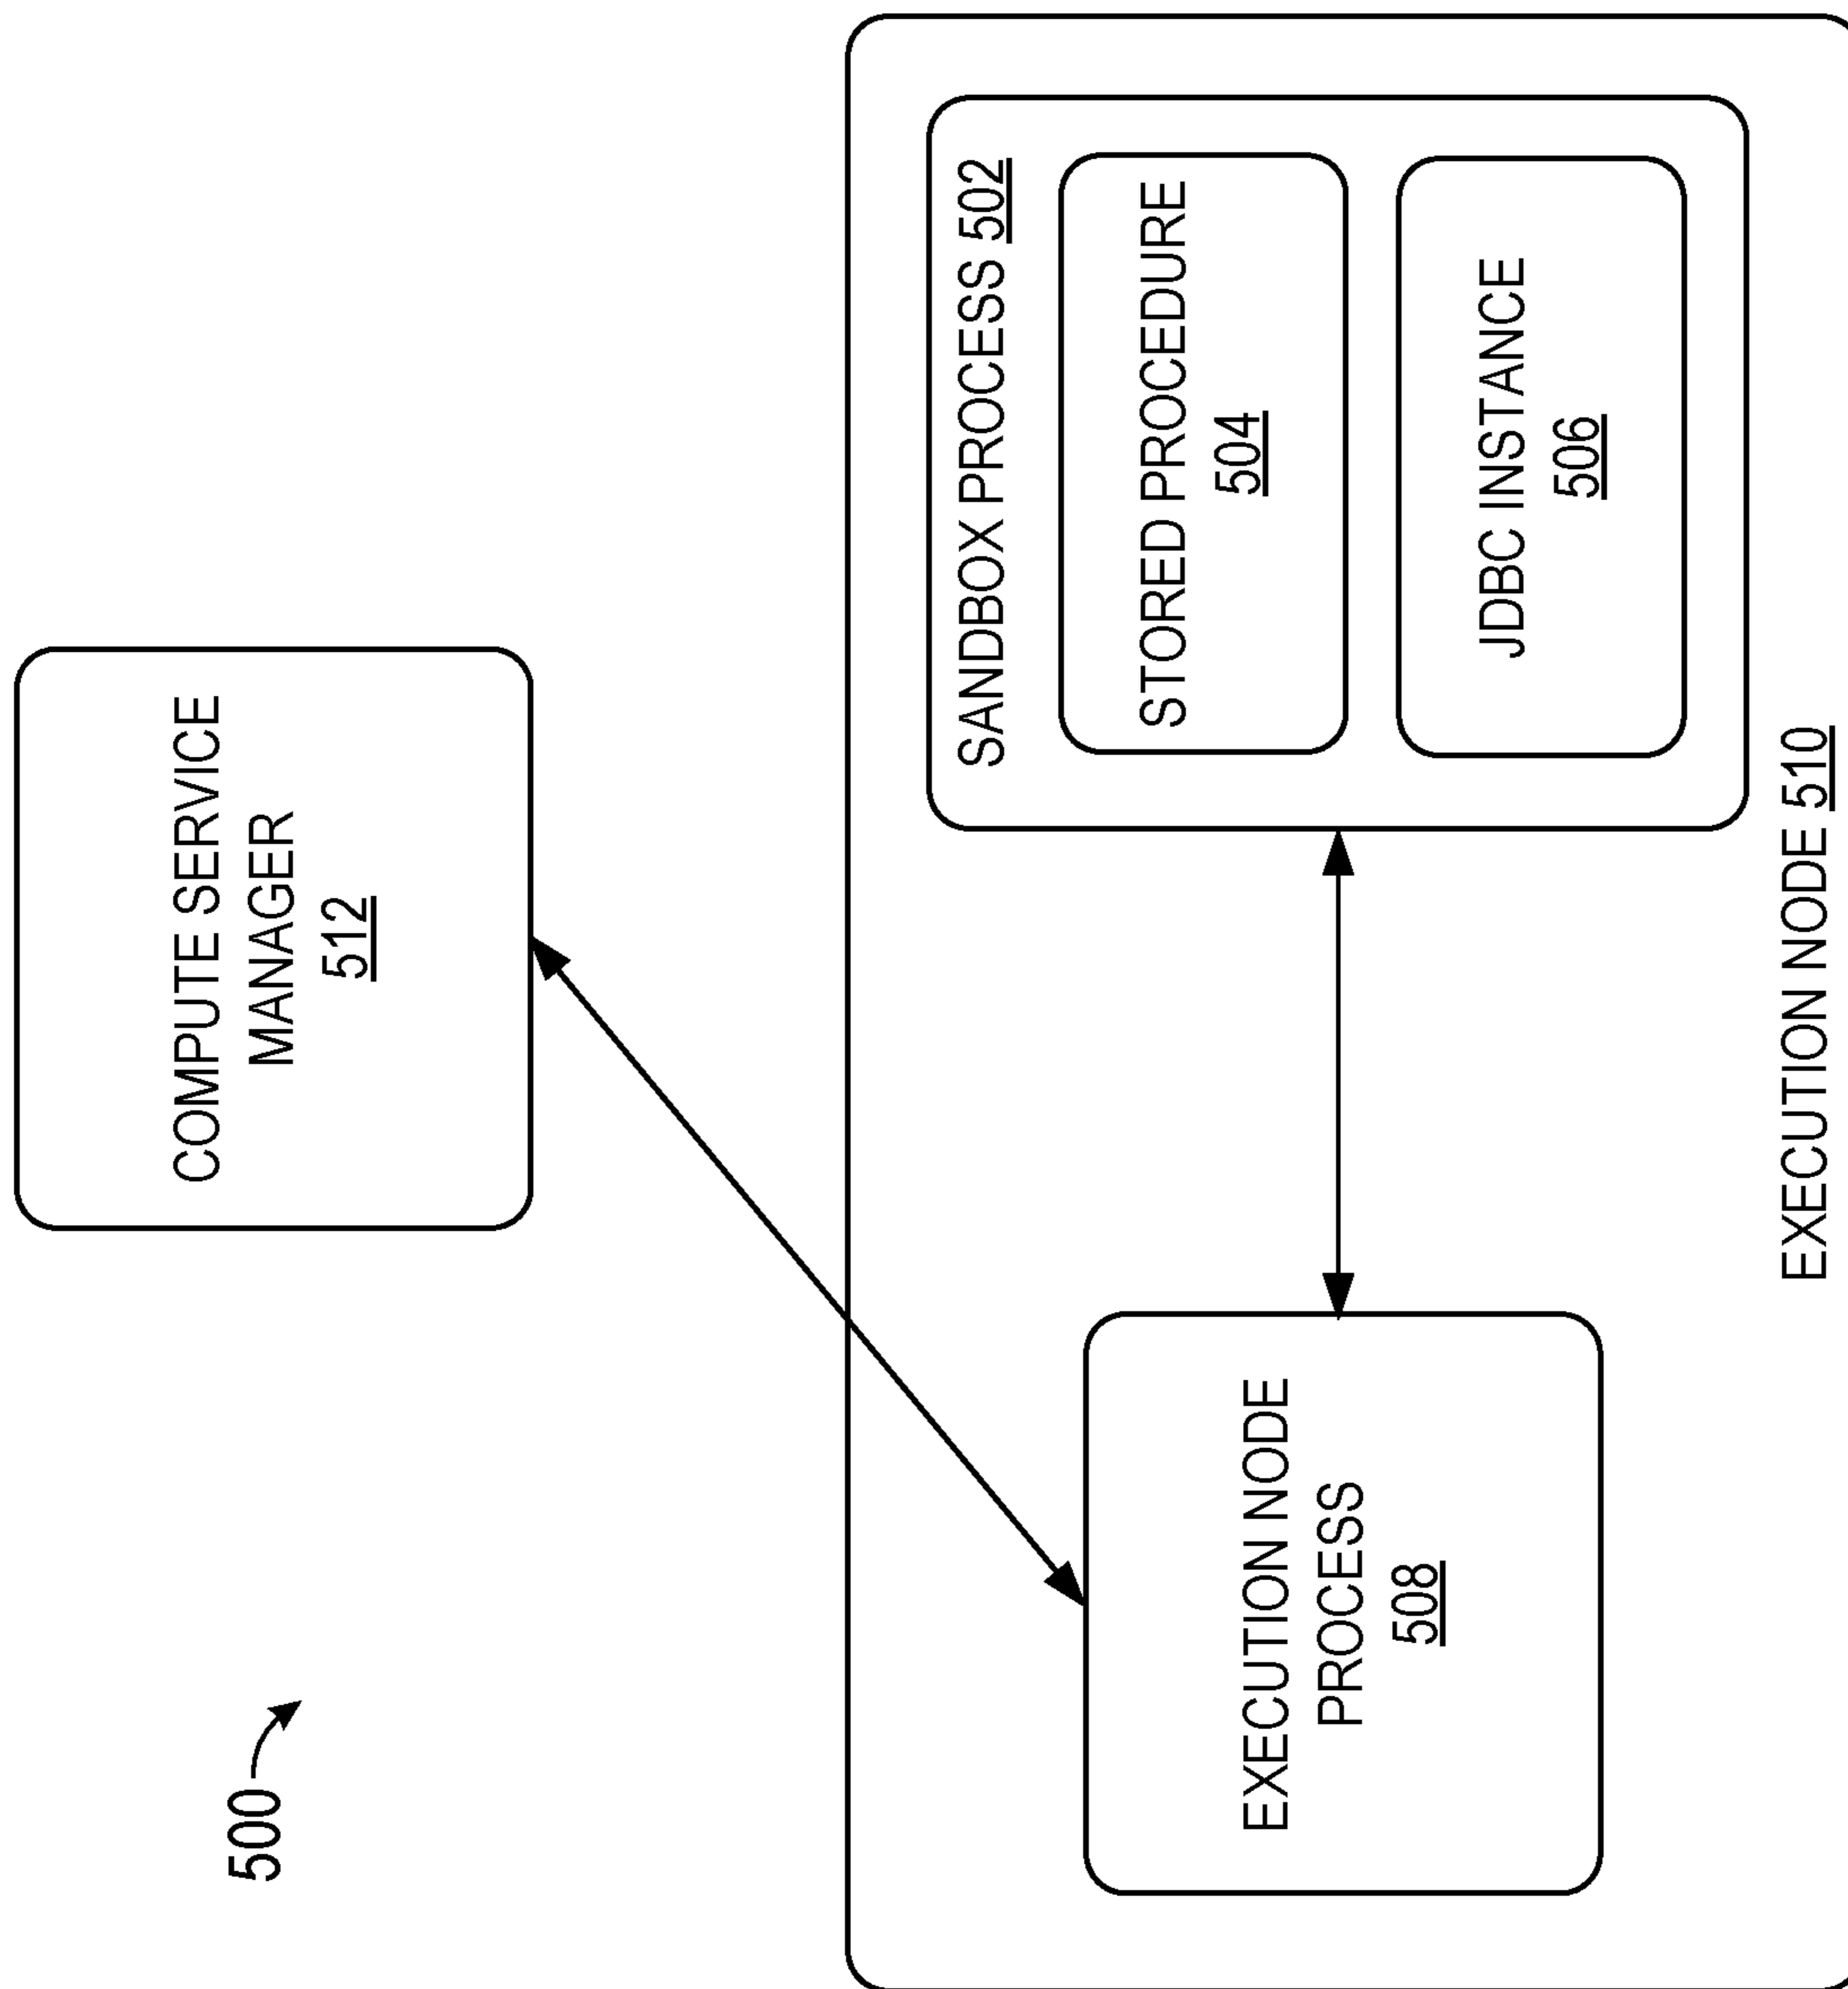 500
COMPUTE SERVICE
MANAGER
512
SANDBOX PROCESS 502
STORED PROCEDURE
504
JDBC INSTANCE
506
EXECUTION NODE
PROCESS
508
EXECUTION NODE 510